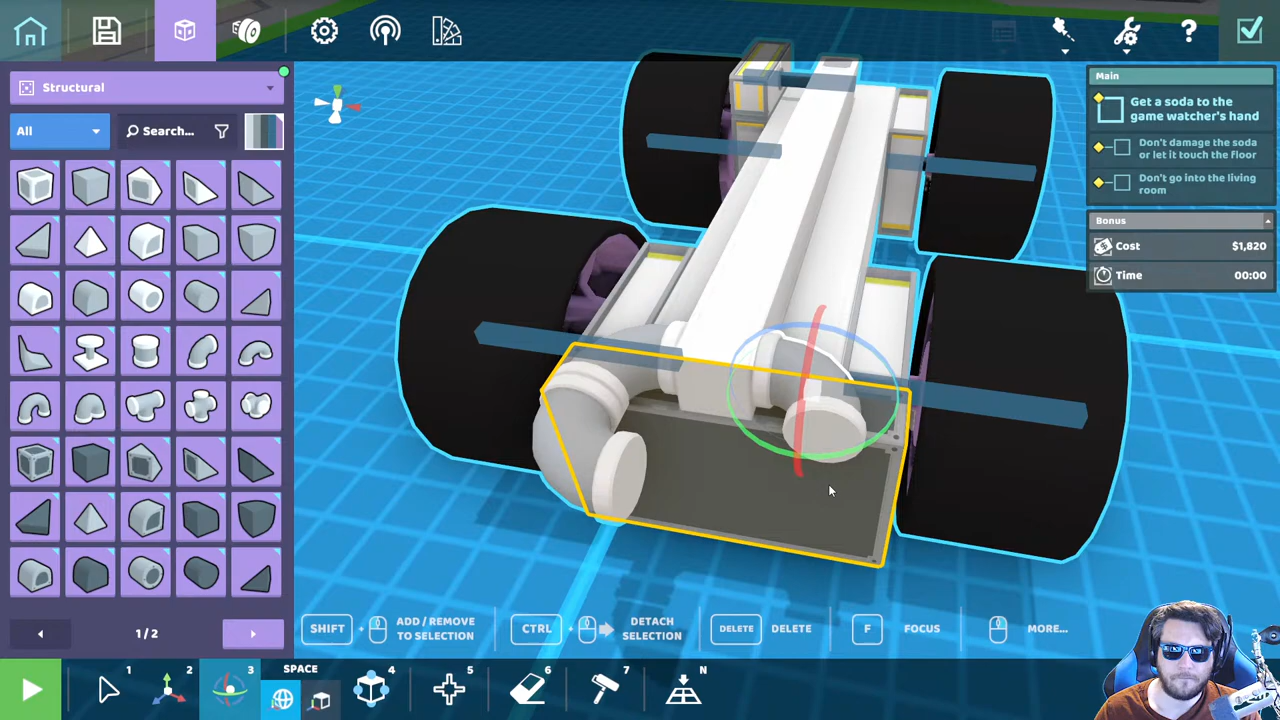 Structural
All
Search...
1/2
Main
Get a soda to the
game watcher's hand
Don't damage the soda
or let it touch the floor
Don't go into the living
room
Bonus
Cost
$1,820
Time
00:00
SHIFT
ADD / REMOVE
TO SELECTION
CTRL
DETACH
SELECTION
DELETE
DELETE
F
FOCUS
MORE...
1
2
3
SPACE
4
5
6
7
N